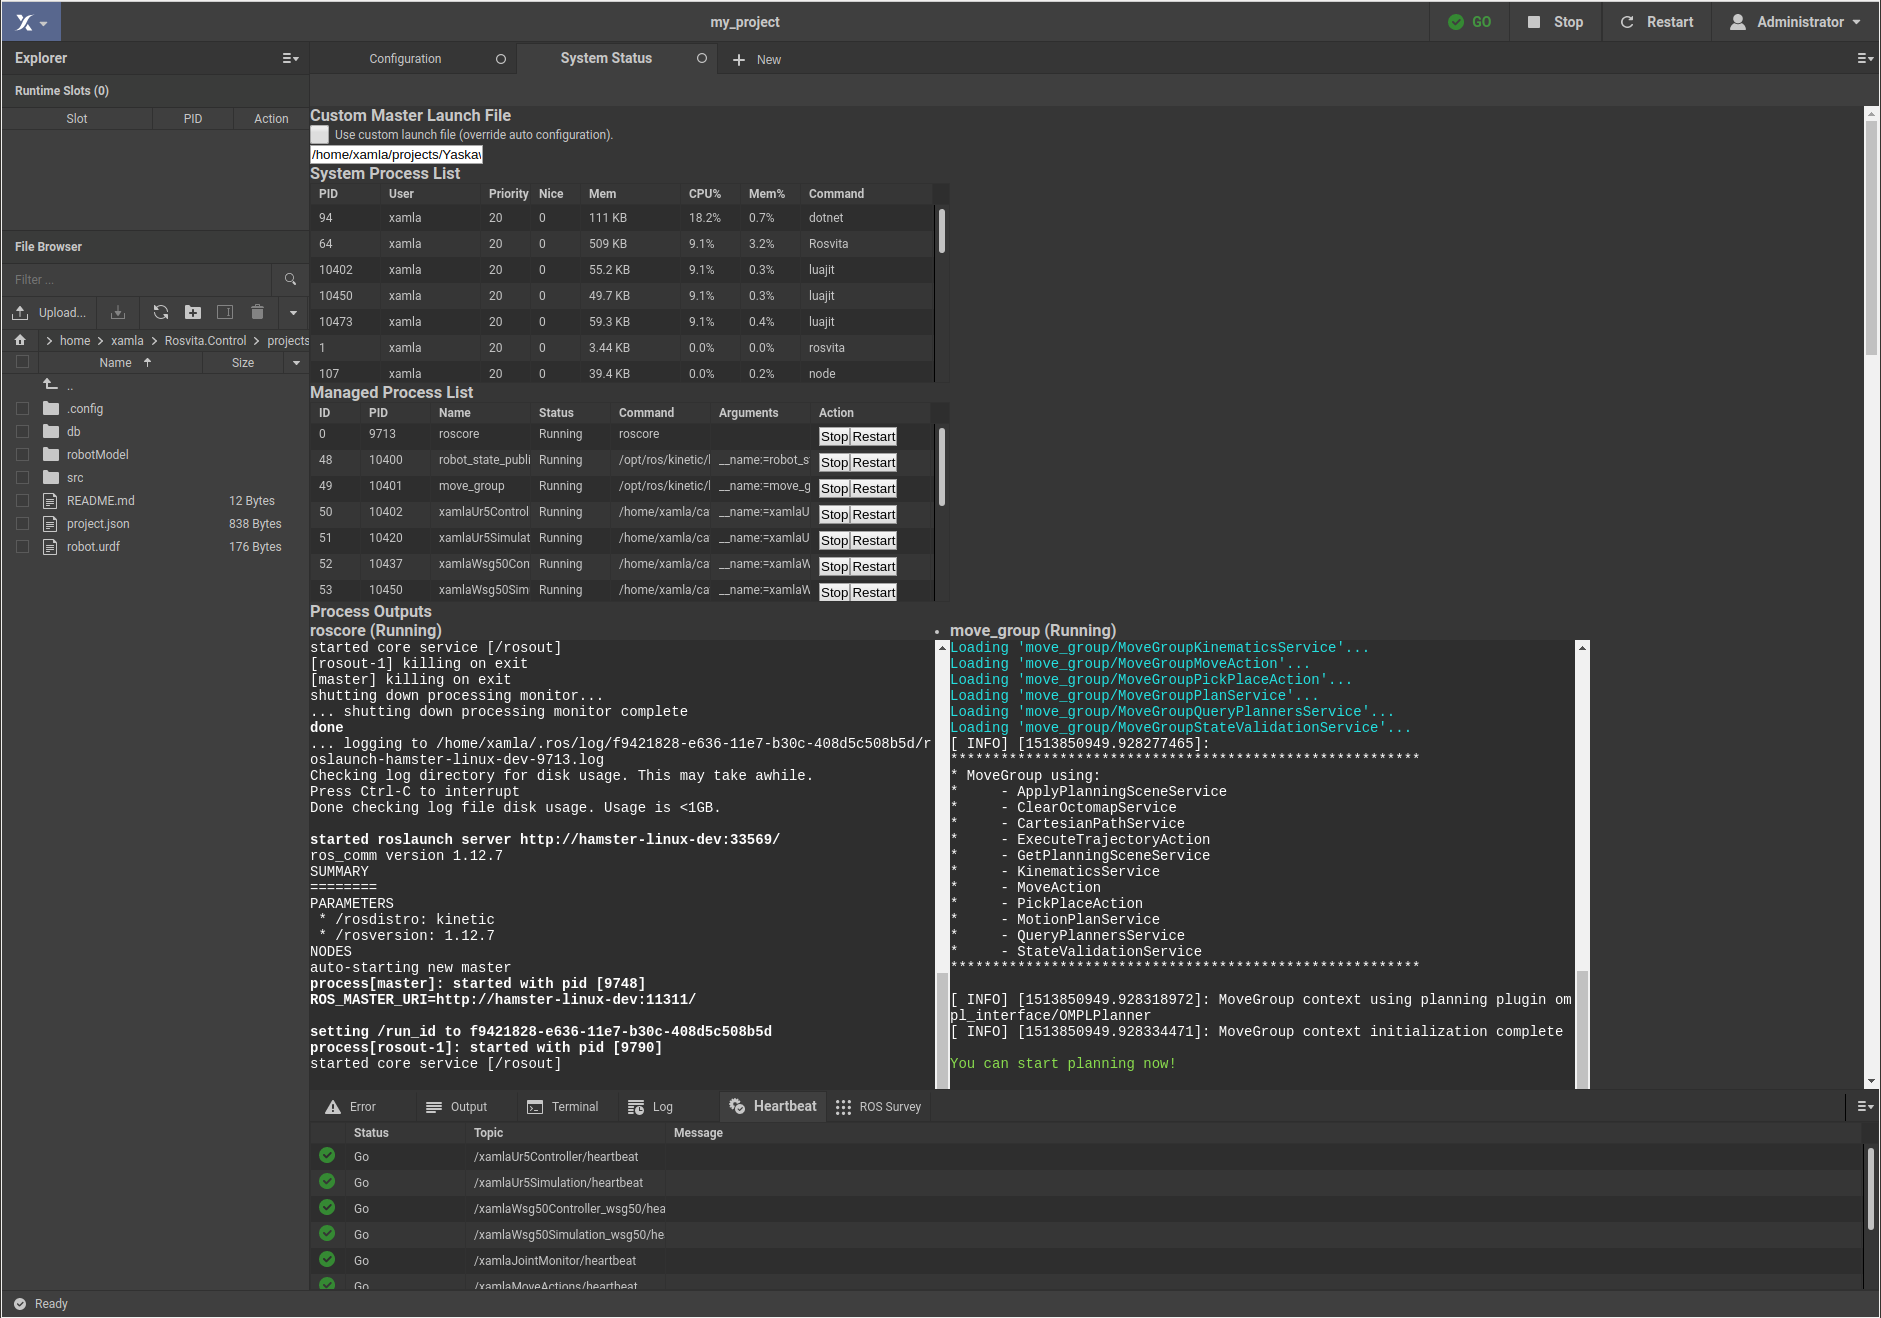 my_project
GO
Stop
Restart
Administrator
Explorer
Configuration
System Status
New
Runtime Slots (0)
Slot PID Action
File Browser
Filter ...
Upload...
home xamla Rosvita.Control projects
Name Size
..
.config
db
robotModel
src
README.md 12 Bytes
project.json 838 Bytes
robot.urdf 176 Bytes
Custom Master Launch File
Use custom launch file (override auto configuration).
/home/xamla/projects/Yaska
System Process List
PID User Priority Nice Mem CPU% Mem% Command
94 xamla 20 0 111 KB 18.2% 0.7% dotnet
64 xamla 20 0 509 KB 9.1% 3.2% Rosvita
10402 xamla 20 0 55.2 KB 9.1% 0.3% luajit
10450 xamla 20 0 49.7 KB 9.1% 0.3% luajit
10473 xamla 20 0 59.3 KB 9.1% 0.4% luajit
1 xamla 20 0 3.44 KB 0.0% 0.0% rosvita
107 xamla 20 0 39.4 KB 0.0% 0.2% node
Managed Process List
ID PID Name Status Command Arguments Action
0 9713 roscore Running roscore Stop Restart
48 10400 robot_state_publi Running /opt/ros/kinetic/l __name:=robot_s Stop Restart
49 10401 move_group Running /opt/ros/kinetic/l __name:=move_g Stop Restart
50 10402 xamlaUr5Control Running /home/xamla/ca __name:=xamlaU Stop Restart
51 10420 xamlaUr5Simulat Running /home/xamla/ca __name:=xamlaU Stop Restart
52 10437 xamlaWsg50Con Running /home/xamla/ca __name:=xamlaW Stop Restart
53 10450 xamlaWsg50Sim Running /home/xamla/ca __name:=xamlaW Stop Restart
Process Outputs
roscore (Running)
started core service [/rosout]
[rosout-1] killing on exit
[master] killing on exit
shutting down processing monitor...
... shutting down processing monitor complete
done
... logging to /home/xamla/.ros/log/f9421828-e636-11e7-b30c-408d5c508b5d/r
oslaunch-hamster-linux-dev-9713.log
Checking log directory for disk usage. This may take awhile.
Press Ctrl-C to interrupt
Done checking log file disk usage. Usage is <1GB.
started roslaunch server http://hamster-linux-dev:33569/
ros_comm version 1.12.7
SUMMARY
========
PARAMETERS
* /rosdistro: kinetic
* /rosversion: 1.12.7
NODES
auto-starting new master
process[master]: started with pid [9748]
ROS_MASTER_URI=http://hamster-linux-dev:11311/
setting /run_id to f9421828-e636-11e7-b30c-408d5c508b5d
process[rosout-1]: started with pid [9790]
started core service [/rosout]
• move_group (Running)
Loading 'move_group/MoveGroupKinematicsService'...
Loading 'move_group/MoveGroupMoveAction'...
Loading 'move_group/MoveGroupPickPlaceAction'...
Loading 'move_group/MoveGroupPlanService'...
Loading 'move_group/MoveGroupQueryPlannersService'...
Loading 'move_group/MoveGroupStateValidationService'...
[ INFO] [1513850949.928277465]:
********************************************************
* MoveGroup using:
* - ApplyPlanningSceneService
* - ClearOctomapService
* - CartesianPathService
* - ExecuteTrajectoryAction
* - GetPlanningSceneService
* - KinematicsService
* - MoveAction
* - PickPlaceAction
* - MotionPlanService
* - QueryPlannersService
* - StateValidationService
********************************************************
[ INFO] [1513850949.928318972]: MoveGroup context using planning plugin om
pl_interface/OMPLPlanner
[ INFO] [1513850949.928334471]: MoveGroup context initialization complete
You can start planning now!
Error
Output
Terminal
Log
Heartbeat
ROS Survey
Status Topic Message
Go /xamlaUr5Controller/heartbeat
Go /xamlaUr5Simulation/heartbeat
Go /xamlaWsg50Controller_wsg50/hea
Go /xamlaWsg50Simulation_wsg50/he
Go /xamlaJointMonitor/heartbeat
Go /xamlaMoveActions/heartbeat
Ready